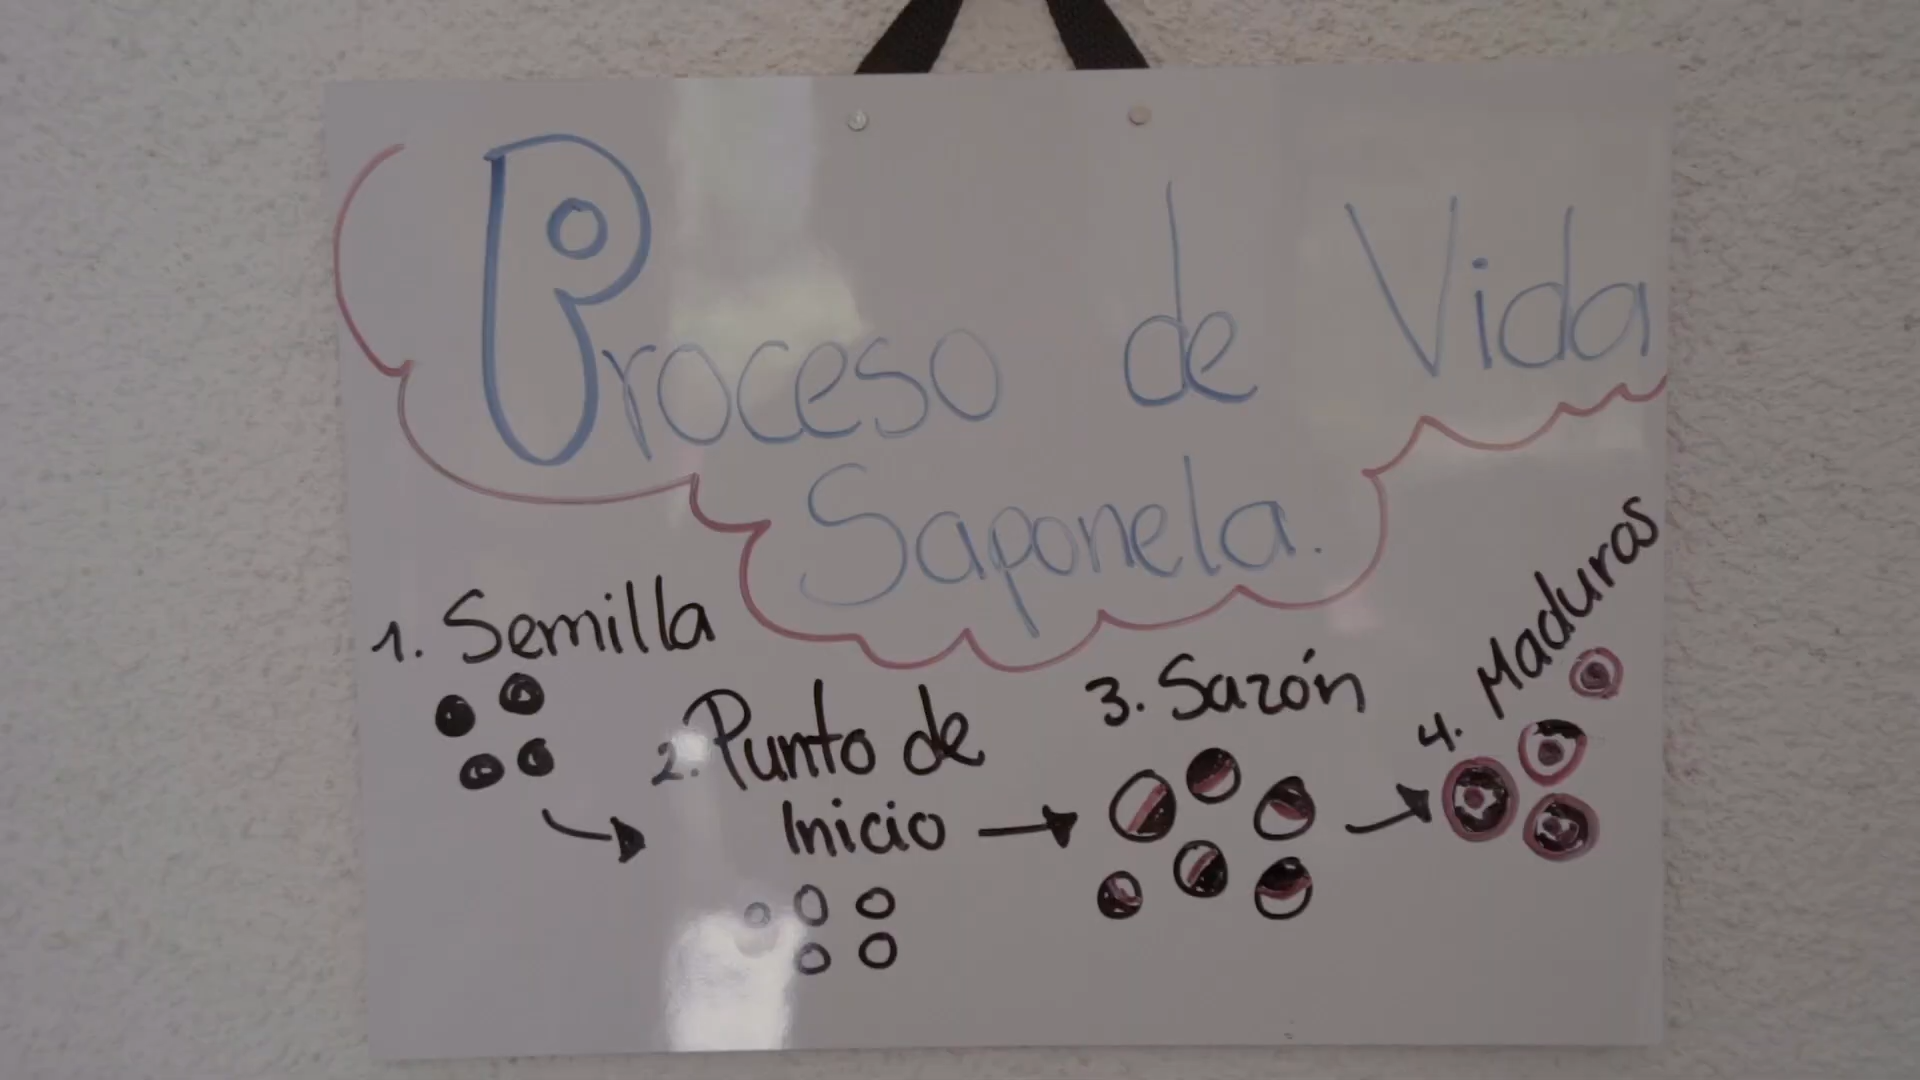 Proceso de Vida
Saponela.
1. Semilla
2. Punto de
Inicio
3. Sazón
4. Maduras